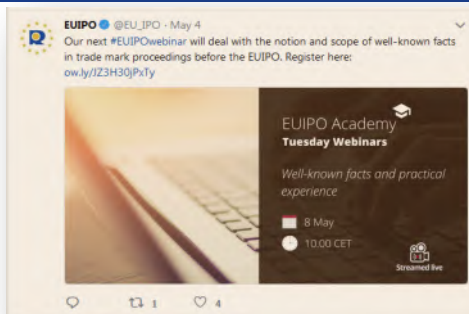 EUIPO @EU_IPO · May 4
Our next #EUIPOwebinar will deal with the notion and scope of well-known facts
in trade mark proceedings before the EUIPO. Register here:
ow.ly/JZ3H30jPxTy
EUIPO Academy
Tuesday Webinars
Well-known facts and practical
experience
8 May
10.00 CET
Streamed live
1 4